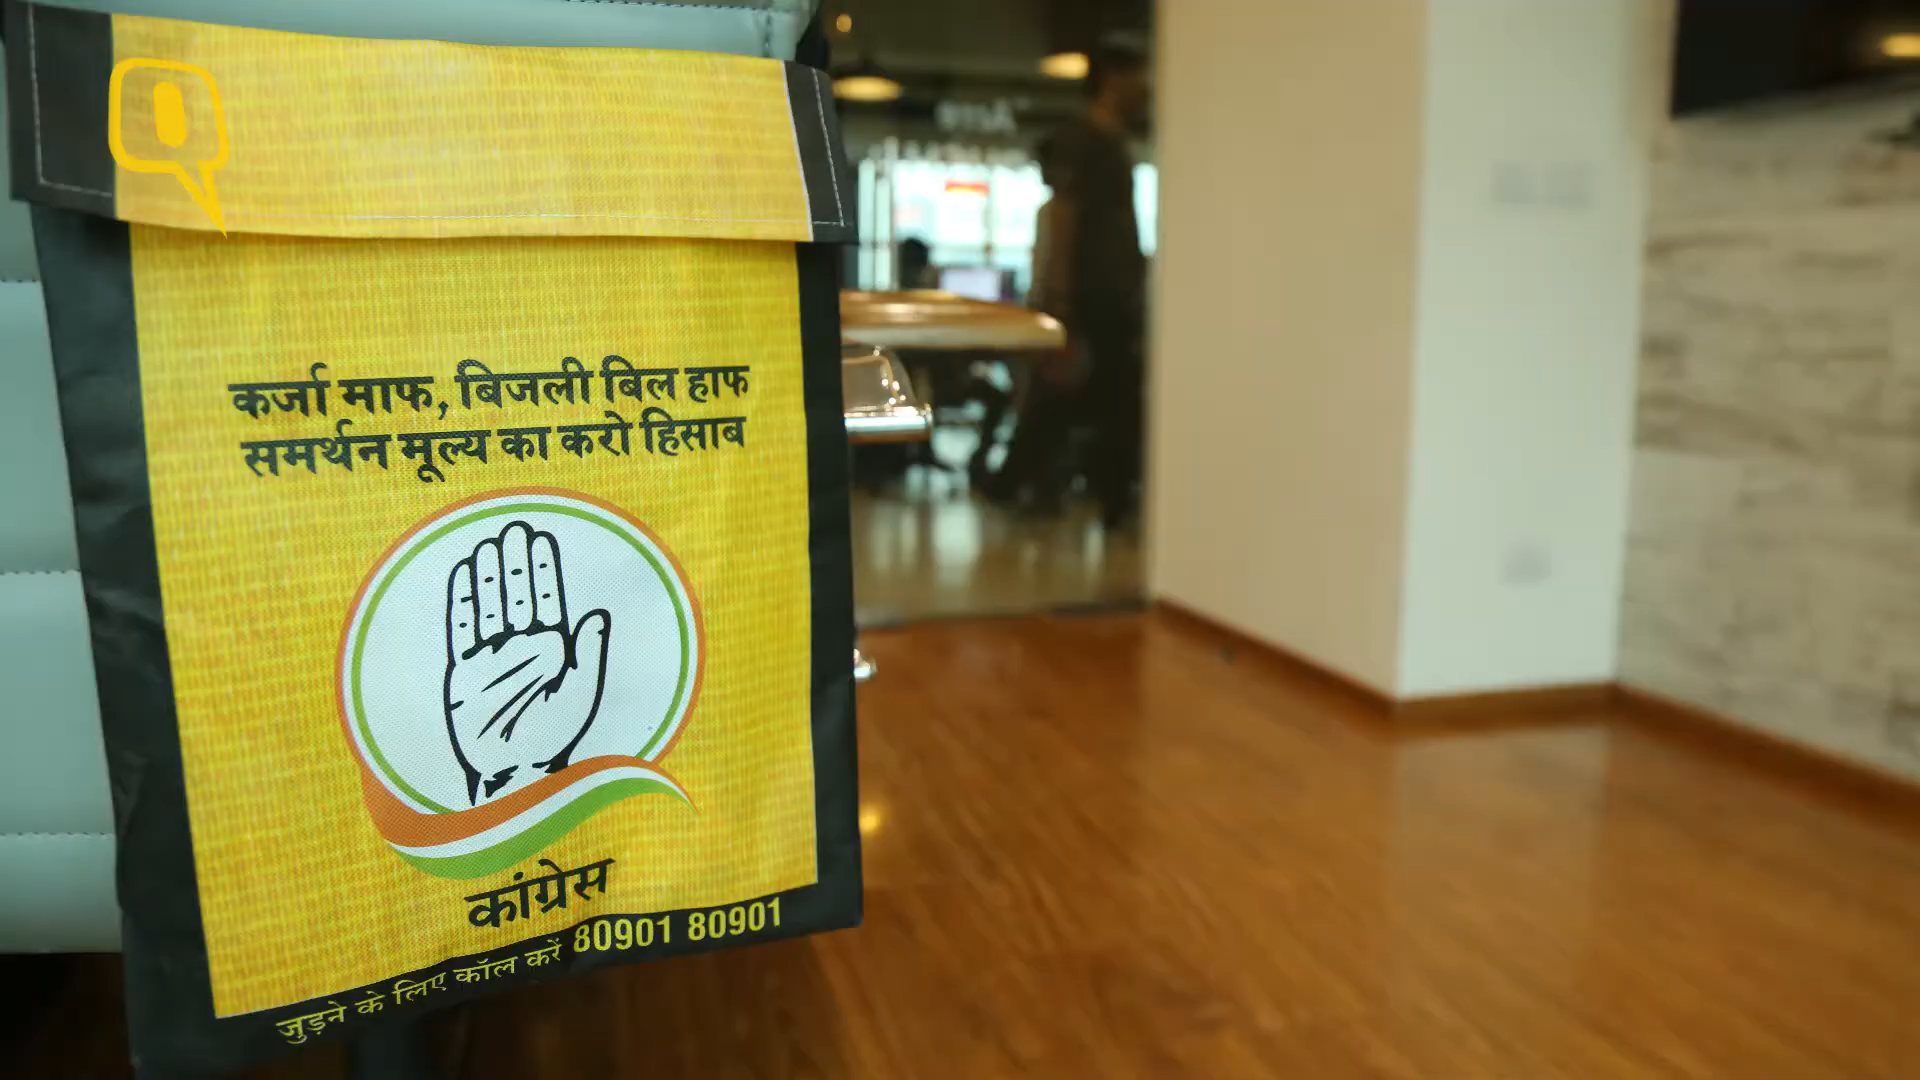 कर्जा माफ, बिजली बिल हाफ
समर्थन मूल्य का करो हिसाब
कांग्रेस
जुड़ने के लिए कॉल करें 80901 80901